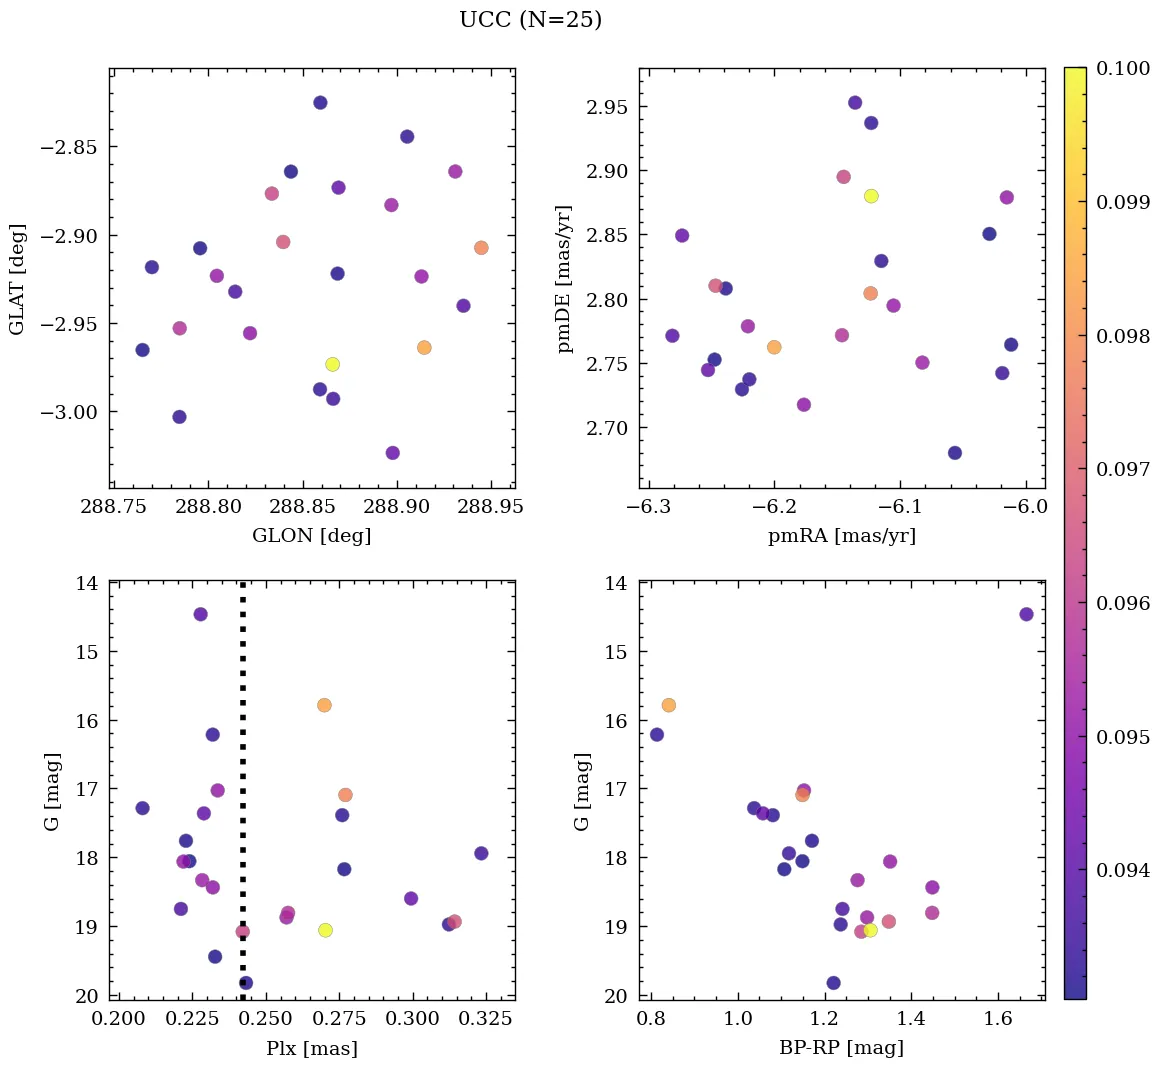 UCC (N=25)
−2.85
−2.90
−2.95
−3.00
GLAT [deg]
288.75 288.80 288.85 288.90 288.95
GLON [deg]
2.95
2.90
2.85
2.80
2.75
2.70
pmDE [mas/yr]
−6.3 −6.2 −6.1 −6.0
pmRA [mas/yr]
14
15
16
17
18
19
20
G [mag]
0.200 0.225 0.250 0.275 0.300 0.325
Plx [mas]
14
15
16
17
18
19
20
G [mag]
0.8 1.0 1.2 1.4 1.6
BP-RP [mag]
0.100
0.099
0.098
0.097
0.096
0.095
0.094